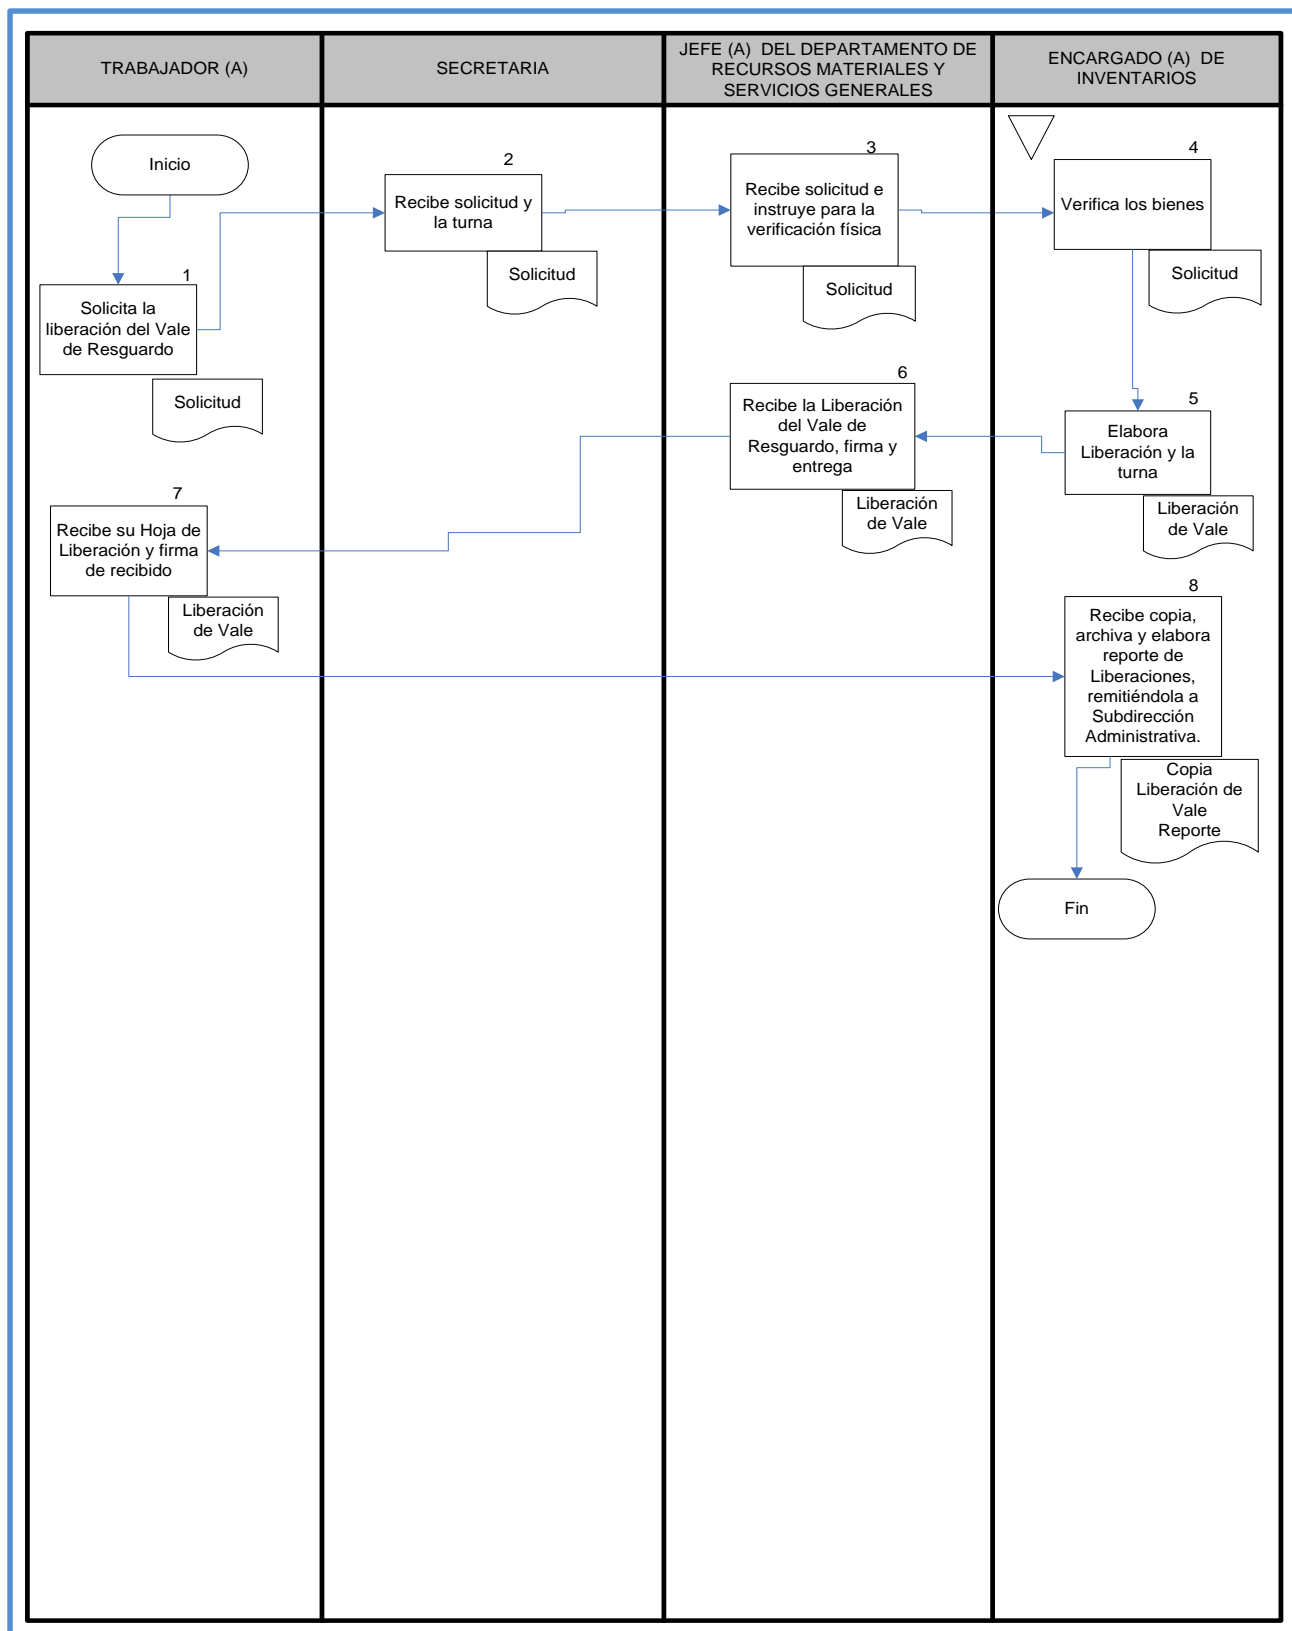 TRABAJADOR (A)
SECRETARIA
JEFE (A) DEL DEPARTAMENTO DE
RECURSOS MATERIALES Y
SERVICIOS GENERALES
ENCARGADO (A) DE
INVENTARIOS
Inicio
1
Solicita la
liberación del Vale
de Resguardo
Solicitud
2
Recibe solicitud y
la turna
Solicitud
3
Recibe solicitud e
instruye para la
verificación física
Solicitud
4
Verifica los bienes
Solicitud
5
Elabora
Liberación y la
turna
Liberación
de Vale
6
Recibe la Liberación
del Vale de
Resguardo, firma y
entrega
Liberación
de Vale
7
Recibe su Hoja de
Liberación y firma
de recibido
Liberación
de Vale
8
Recibe copia,
archiva y elabora
reporte de
Liberaciones,
remitiéndola a
Subdirección
Administrativa.
Copia
Liberación de
Vale
Reporte
Fin